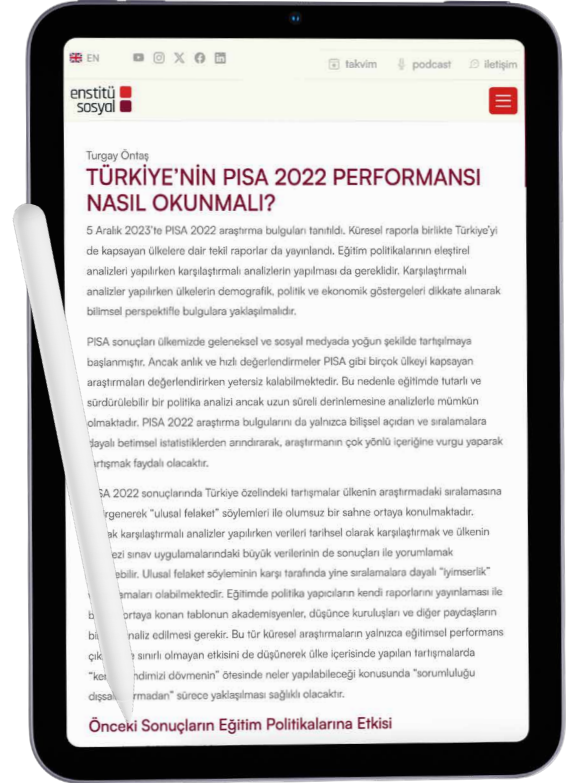 EN
takvim
podcast
iletişim
enstitü
sosyal
Turgay Öntaş
TÜRKİYE'NİN PISA 2022 PERFORMANSI
NASIL OKUNMALI?
5 Aralık 2023'te PISA 2022 araştırma bulguları tanıtıldı. Küresel raporla birlikte Türkiye'yi
de kapsayan ülkelere dair tekil raporlar da yayınlandı. Eğitim politikalarının eleştirel
analizleri yapılırken karşılaştırmalı analizlerin yapılması da gereklidir. Karşılaştırmalı
analizler yapılırken ülkelerin demografik, politik ve ekonomik göstergeleri dikkate alınarak
bilimsel perspektifle bulgulara yaklaşılmalıdır.
PISA sonuçları ülkemizde geleneksel ve sosyal medyada yoğun şekilde tartışılmaya
başlanmıştır. Ancak anlık ve hızlı değerlendirmeler PISA gibi birçok ülkeyi kapsayan
araştırmaları değerlendirirken yetersiz kalabilmektedir. Bu nedenle eğitimde tutarlı ve
sürdürülebilir bir politika analizi ancak uzun süreli derinlemesine analizlerle mümkün
olmaktadır. PISA 2022 araştırma bulgularını da yalnızca bilişsel açıdan ve sıralamalara
dayalı betimsel istatistiklerden arındırarak, araştırmanın çok yönlü içeriğine vurgu yaparak
artışmak faydalı olacaktır.
SA 2022 sonuçlarında Türkiye özelindeki tartışmalar ülkenin araştırmadaki sıralamasına
rgenerek "ulusal felaket" söylemleri ile olumsuz bir sahne ortaya konulmaktadır.
ak karşılaştırmalı analizler yapılırken verileri tarihsel olarak karşılaştırmak ve ülkenin
ezi sınav uygulamalarındaki büyük verilerinin de sonuçları ile yorumlamak
ebilir. Ulusal felaket söyleminin karşı tarafında yine sıralamalara dayalı "iyimserlik"
amaları olabilmektedir. Eğitimde politika yapıcıların kendi raporlarını yayınlaması ile
b ortaya konan tablonun akademisyenler, düşünce kuruluşları ve diğer paydaşların
bi naliz edilmesi gerekir. Bu tür küresel araştırmaların yalnızca eğitimsel performans
çık e sınırlı olmayan etkisini de düşünerek ülke içerisinde yapılan tartışmalarda
"ken ndimizi dövmenin" ötesinde neler yapılabileceği konusunda "sorumluluğu
dışsal rmadan" sürece yaklaşılması sağlıklı olacaktır.
Önceki Sonuçların Eğitim Politikalarına Etkisi